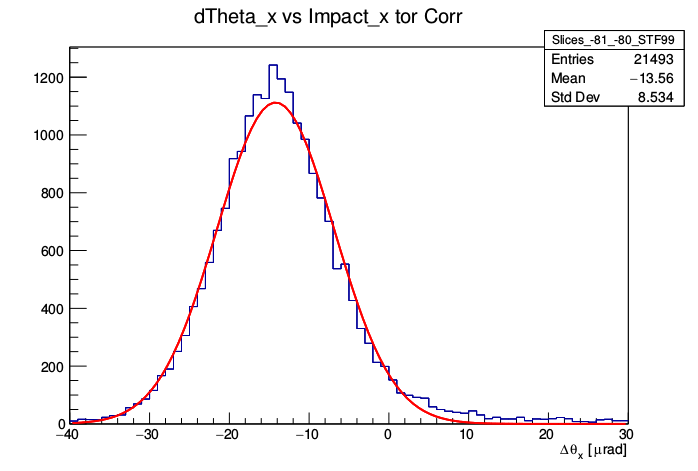 dTheta_x vs Impact_x tor Corr
Slices_-81_-80_STF99
Entries 21493
Mean −13.56
Std Dev 8.534
1200
1000
800
600
400
200
0
−40 −30 −20 −10 0 10 20 30
Δθx [μrad]